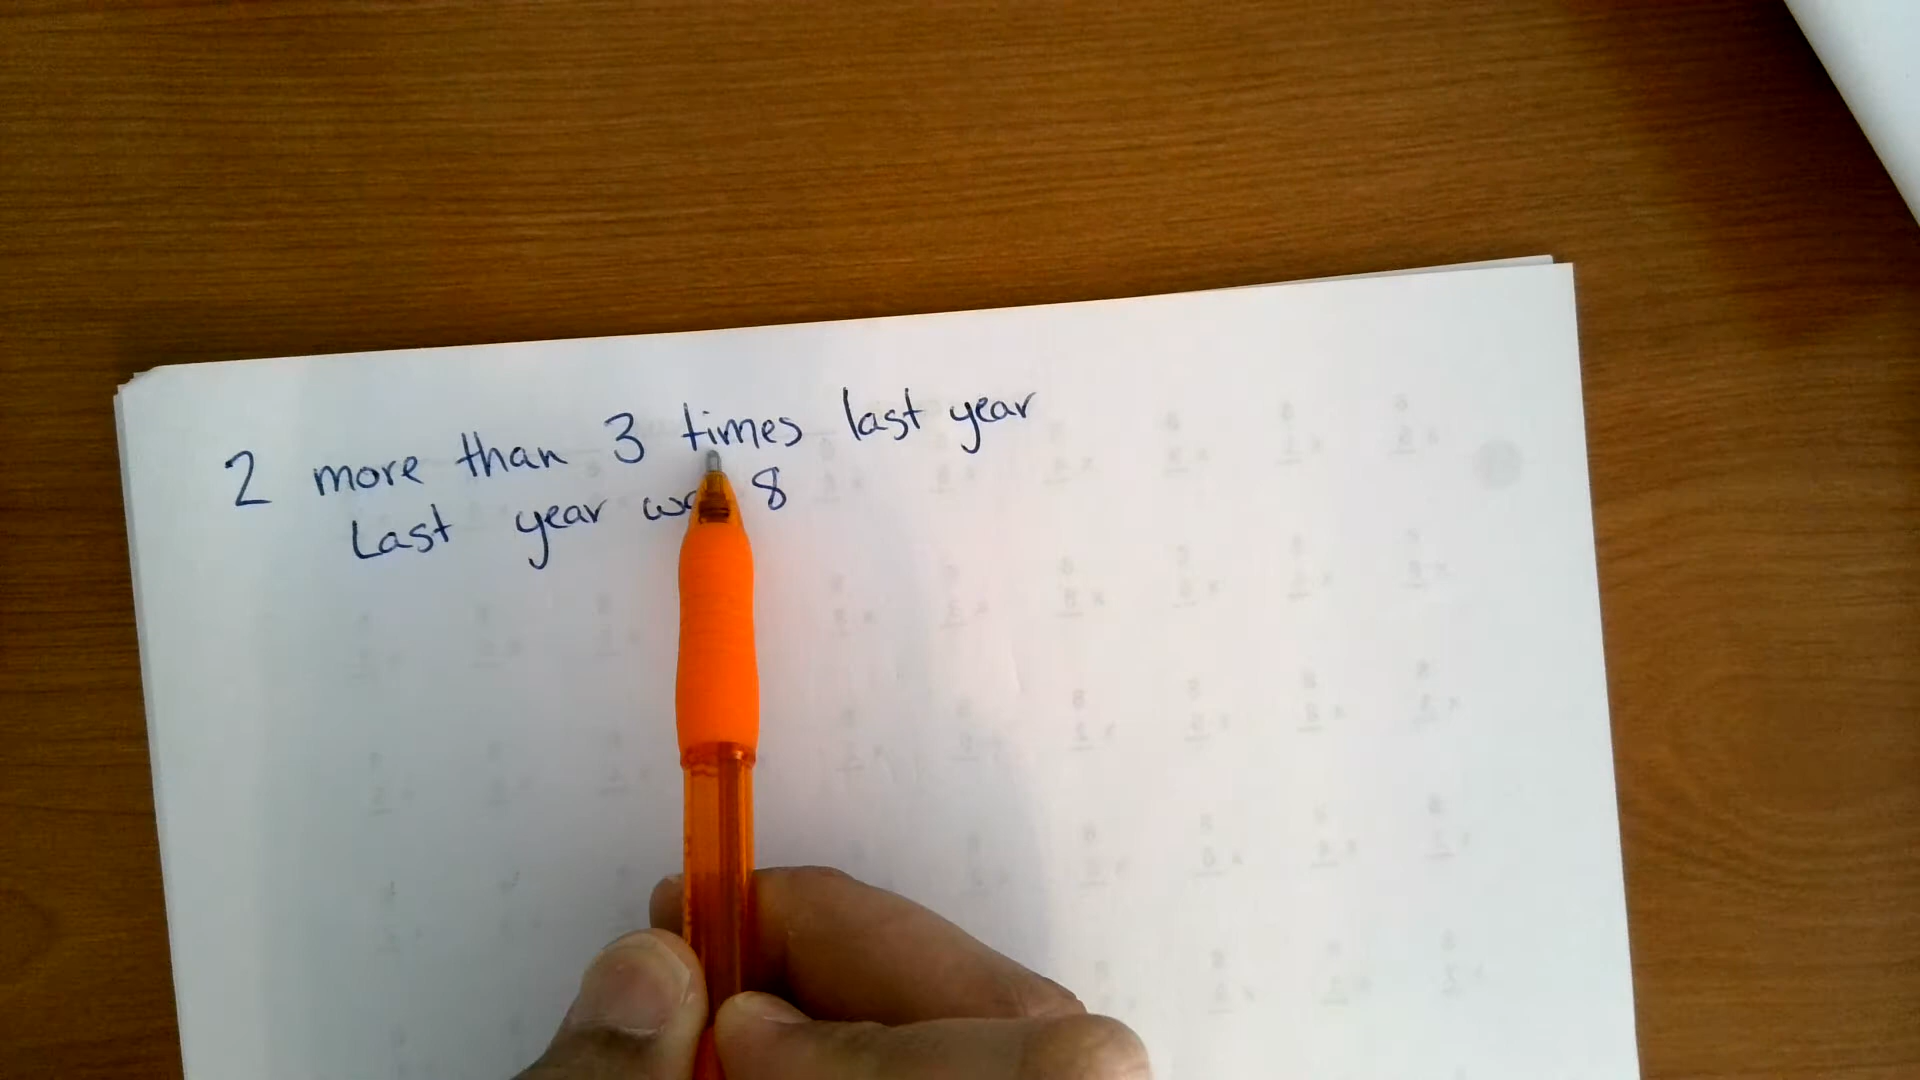 2 more than 3 times last year
Last year 8